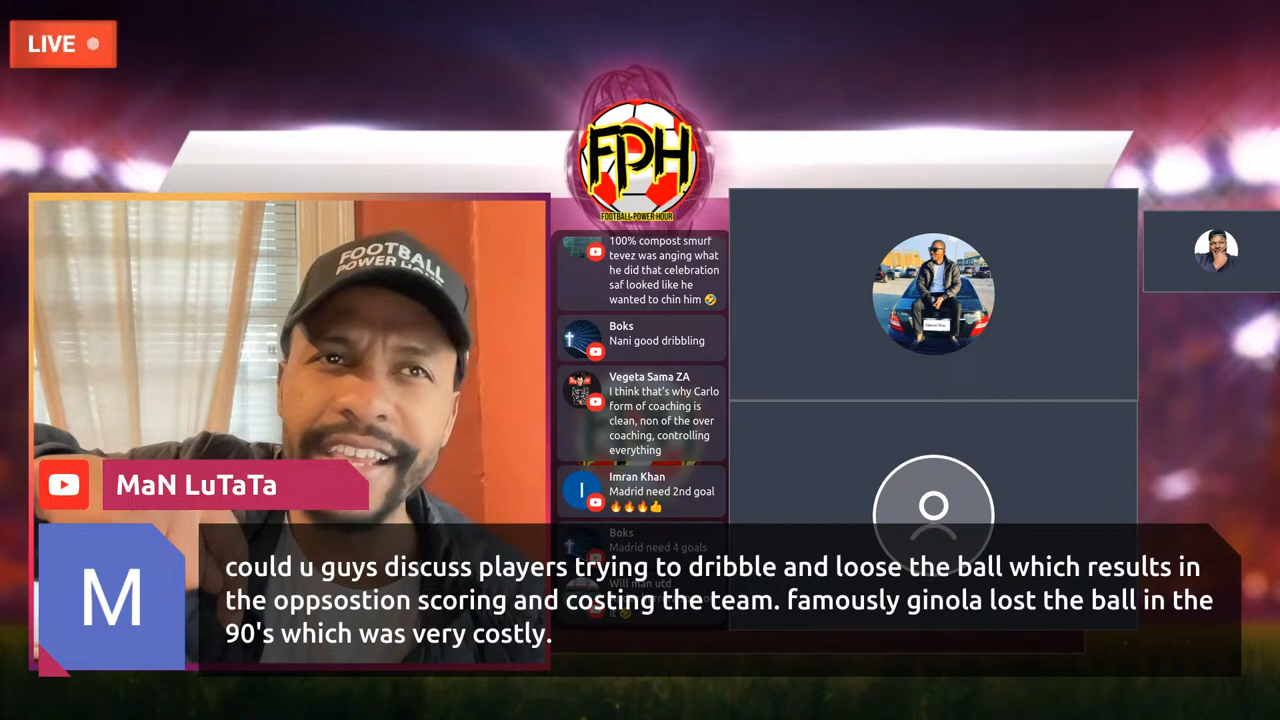 LIVE
FPH
FOOTBALL·POWER·HOUR
FOOTBALL
POWER
100% compost smurf
tevez was anging what
he did that celebration
saf looked like he
wanted to chin him 🤣
Boks
Nani good dribbling
Vegeta Sama ZA
I think that's why Carlo
form of coaching is
clean, non of the over
coaching, controlling
everything
I
Imran Khan
Madrid need 2nd goal
🔥🔥🔥👍
Boks
Madrid need 4 goals
Will man utd
MaN LuTaTa
M
could u guys discuss players trying to dribble and loose the ball which results in
the oppsostion scoring and costing the team. famously ginola lost the ball in the
90's which was very costly.